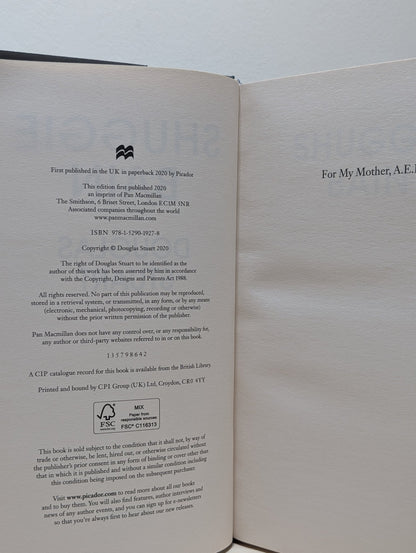 First published in the UK in paperback 2020 by Picador
This edition first published 2020
an imprint of Pan Macmillan
The Smithson, 6 Briset Street, London EC1M 5NR
Associated companies throughout the world
www.panmacmillan.com
ISBN 978-1-5290-1927-8
Copyright © Douglas Stuart 2020
The right of Douglas Stuart to be identified as the
author of this work has been asserted by him in accordance
with the Copyright, Designs and Patents Act 1988.
All rights reserved. No part of this publication may be reproduced,
stored in a retrieval system, or transmitted, in any form, or by any means
(electronic, mechanical, photocopying, recording or otherwise)
without the prior written permission of the publisher.
Pan Macmillan does not have any control over, or any responsibility for,
any author or third-party websites referred to in or on this book.
1 3 5 7 9 8 6 4 2
A CIP catalogue record for this book is available from the British Library.
Printed and bound by CPI Group (UK) Ltd, Croydon, CR0 4YY
FSC
www.fsc.org
MIX
Paper from
responsible sources
FSC® C116313
This book is sold subject to the condition that it shall not, by way of
trade or otherwise, be lent, hired out, or otherwise circulated without
the publisher's prior consent in any form of binding or cover other than
that in which it is published and without a similar condition including
this condition being imposed on the subsequent purchaser.
Visit www.picador.com to read more about all our books
and to buy them. You will also find features, author interviews and
news of any author events, and you can sign up for e-newsletters
so that you're always first to hear about our new releases.
For My Mother, A.E.